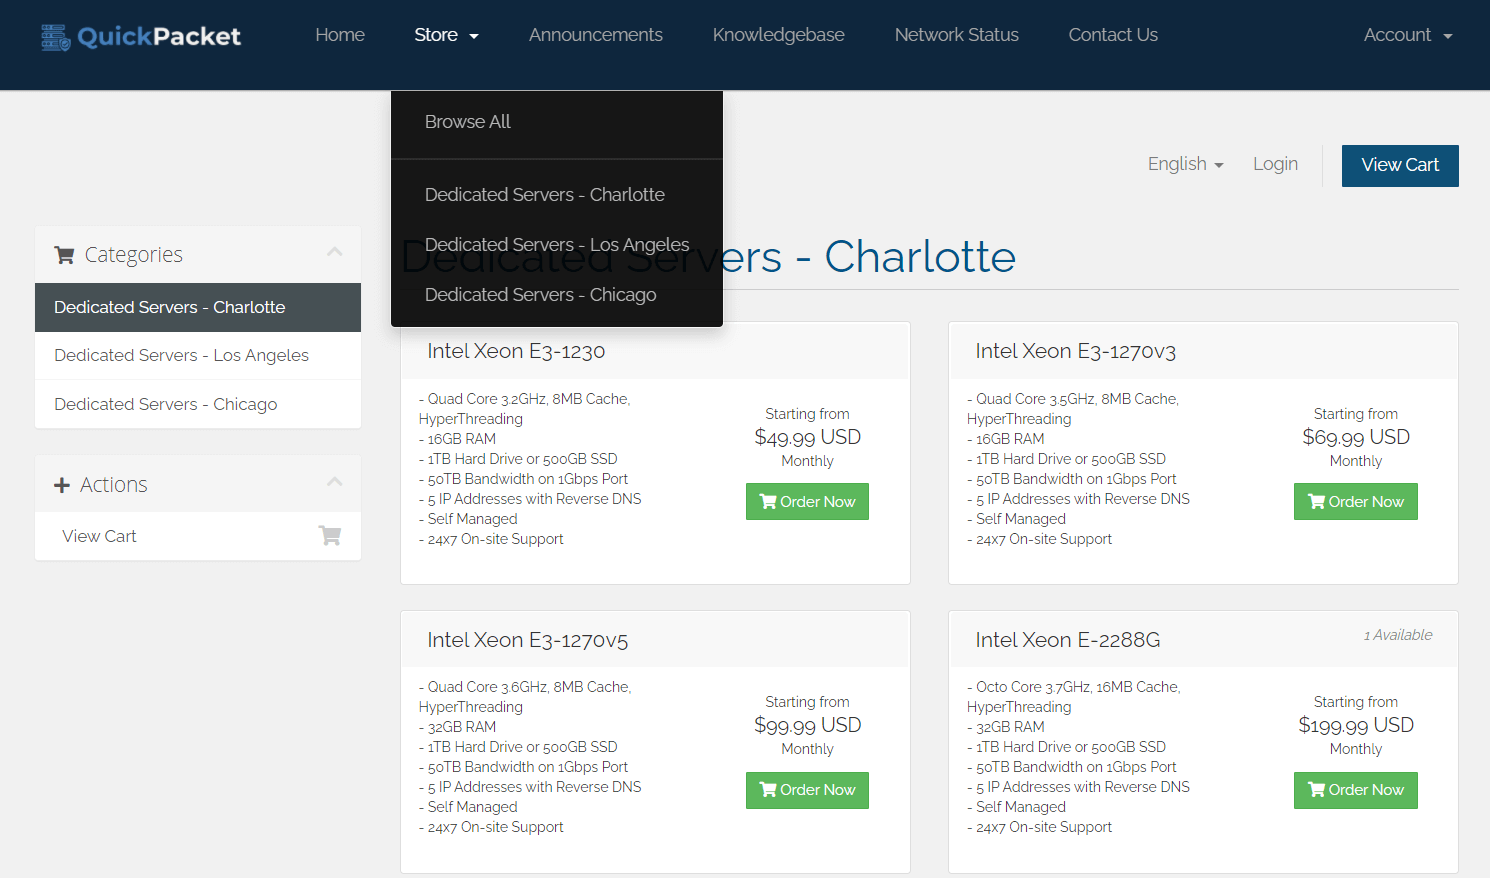 QuickPacket
Home
Store
Announcements
Knowledgebase
Network Status
Contact Us
Account
Browse All
Dedicated Servers - Charlotte
Dedicated Servers - Los Angeles
Dedicated Servers - Chicago
English
Login
View Cart
Categories
Dedicated Servers - Charlotte
Dedicated Servers - Los Angeles
Dedicated Servers - Chicago
Actions
View Cart
Dedicated Servers - Charlotte
Intel Xeon E3-1230
- Quad Core 3.2GHz, 8MB Cache,
HyperThreading
- 16GB RAM
- 1TB Hard Drive or 500GB SSD
- 50TB Bandwidth on 1Gbps Port
- 5 IP Addresses with Reverse DNS
- Self Managed
- 24x7 On-site Support
Starting from
$49.99 USD
Monthly
Order Now
Intel Xeon E3-1270v3
- Quad Core 3.5GHz, 8MB Cache,
HyperThreading
- 16GB RAM
- 1TB Hard Drive or 500GB SSD
- 50TB Bandwidth on 1Gbps Port
- 5 IP Addresses with Reverse DNS
- Self Managed
- 24x7 On-site Support
Starting from
$69.99 USD
Monthly
Order Now
Intel Xeon E3-1270v5
- Quad Core 3.6GHz, 8MB Cache,
HyperThreading
- 32GB RAM
- 1TB Hard Drive or 500GB SSD
- 50TB Bandwidth on 1Gbps Port
- 5 IP Addresses with Reverse DNS
- Self Managed
- 24x7 On-site Support
Starting from
$99.99 USD
Monthly
Order Now
Intel Xeon E-2288G
1 Available
- Octo Core 3.7GHz, 16MB Cache,
HyperThreading
- 32GB RAM
- 1TB Hard Drive or 500GB SSD
- 50TB Bandwidth on 1Gbps Port
- 5 IP Addresses with Reverse DNS
- Self Managed
- 24x7 On-site Support
Starting from
$199.99 USD
Monthly
Order Now